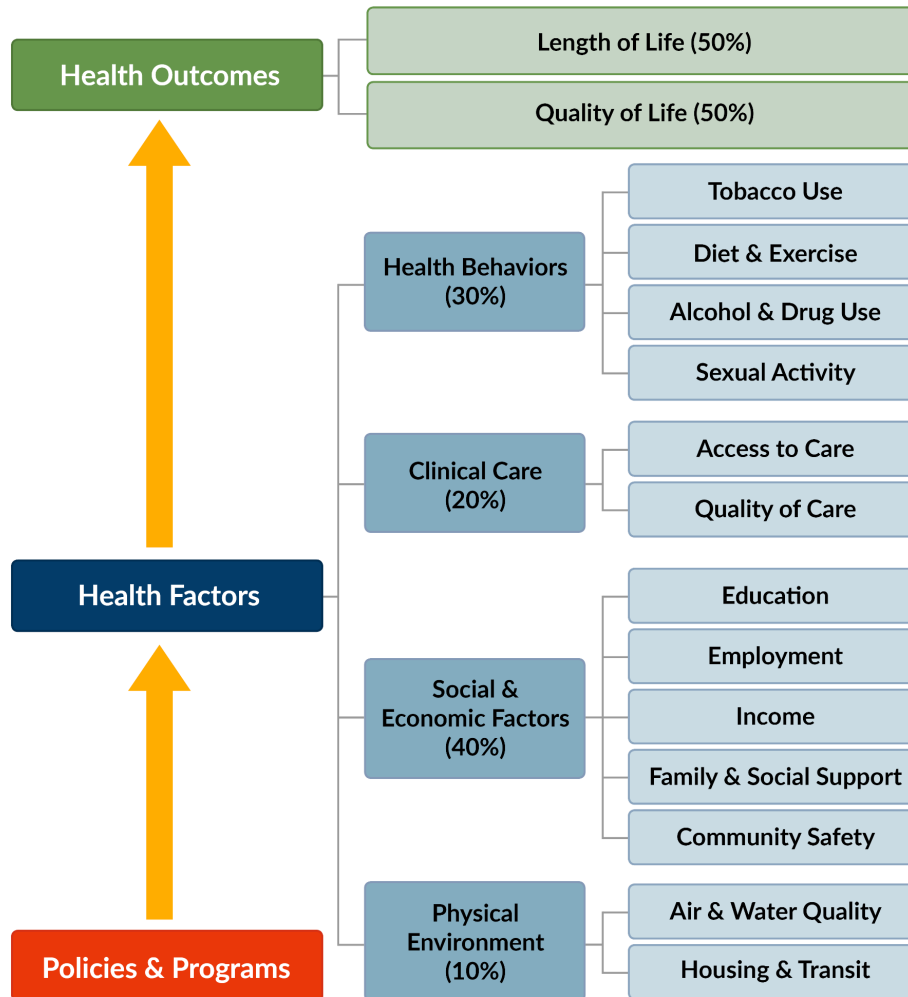 Health Outcomes
Length of Life (50%)
Quality of Life (50%)
Health Factors
Health Behaviors
(30%)
Tobacco Use
Diet & Exercise
Alcohol & Drug Use
Sexual Activity
Clinical Care
(20%)
Access to Care
Quality of Care
Social &
Economic Factors
(40%)
Education
Employment
Income
Family & Social Support
Community Safety
Physical
Environment
(10%)
Air & Water Quality
Housing & Transit
Policies & Programs